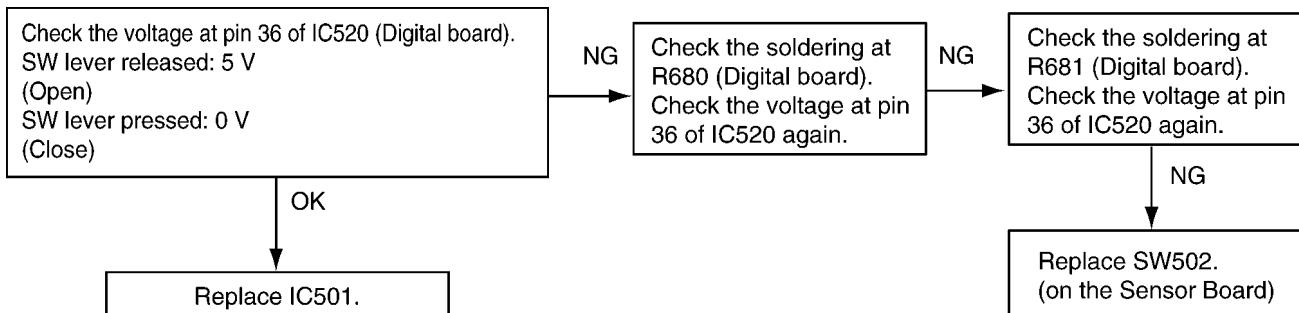 Check the voltage at pin 36 of IC520 (Digital board).
SW lever released: 5 V
(Open)
SW lever pressed: 0 V
(Close)
NG
Check the soldering at
R680 (Digital board).
Check the voltage at pin
36 of IC520 again.
NG
Check the soldering at
R681 (Digital board).
Check the voltage at pin
36 of IC520 again.
OK
NG
Replace IC501.
Replace SW502.
(on the Sensor Board)